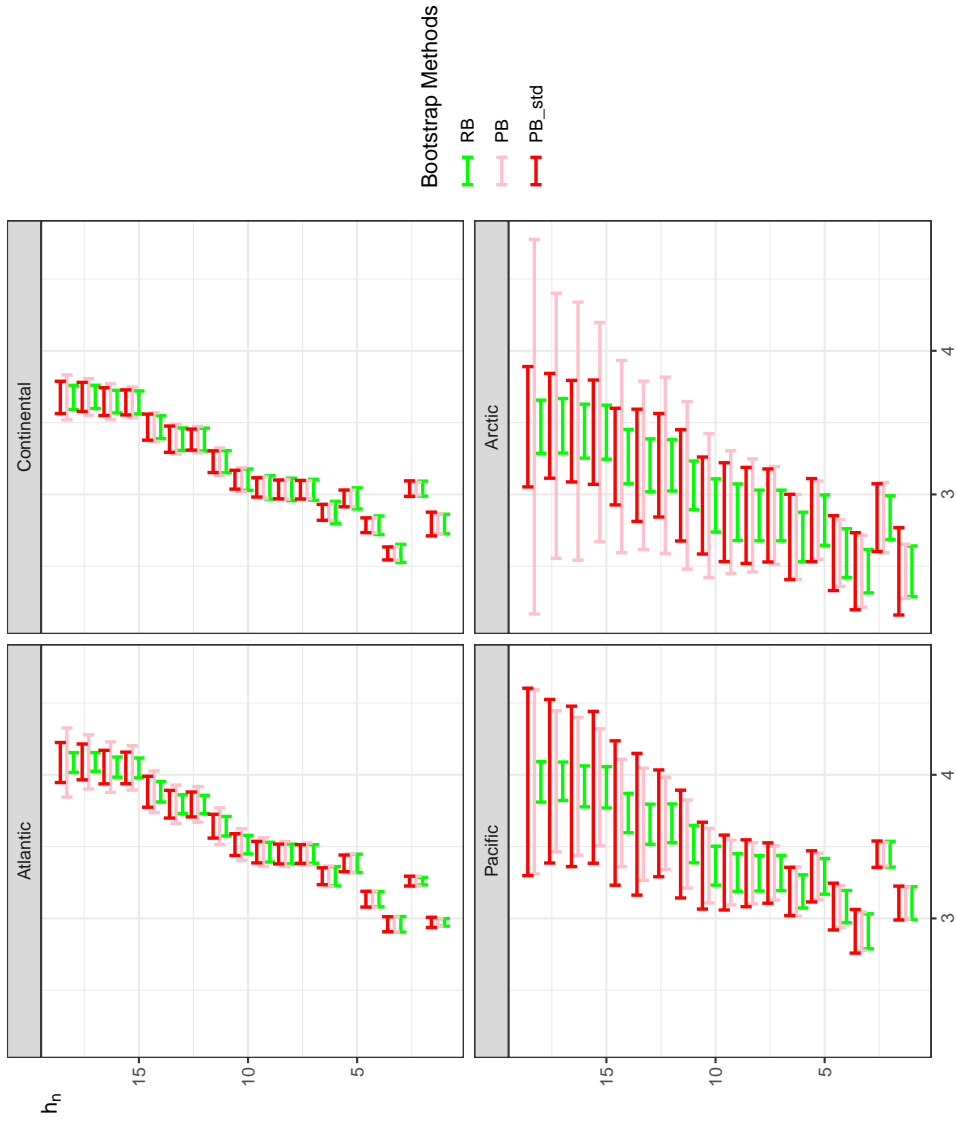 Atlantic
Continental
hₙ
15
10
5
Pacific
Arctic
15
10
5
3
4
3
4
Bootstrap Methods
RB
PB
PB_std